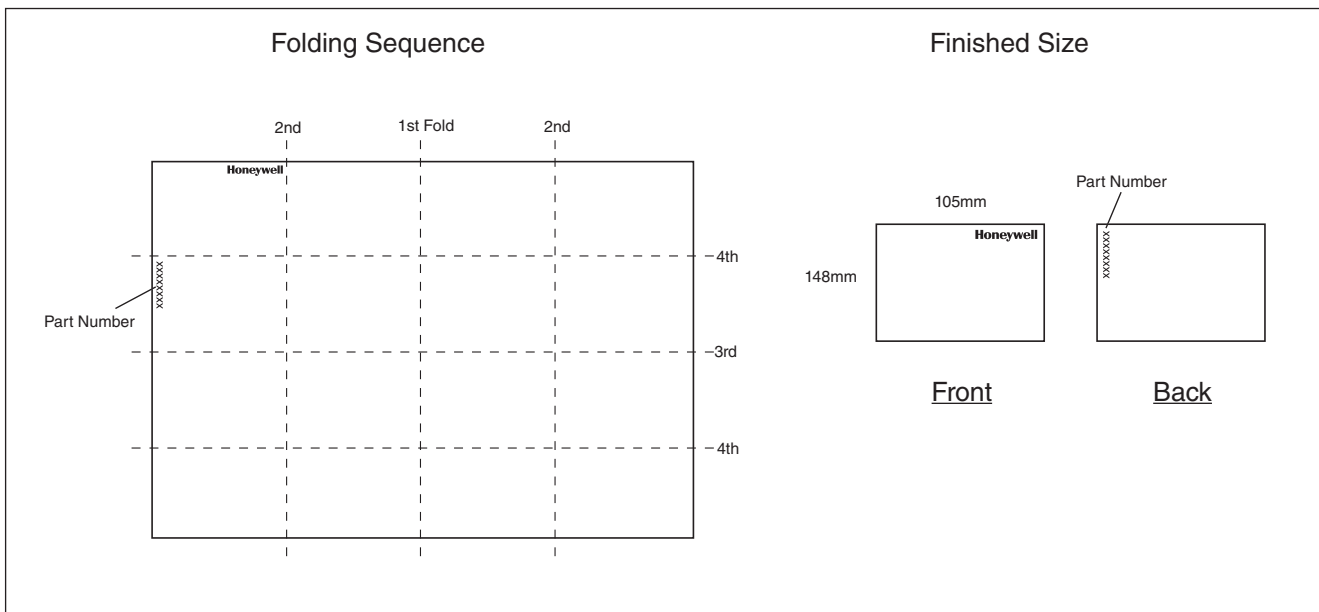 Folding Sequence
Finished Size
2nd
1st Fold
2nd
Honeywell
4th
XXXXXXXX
Part Number
3rd
4th
Part Number
105mm
Honeywell
XXXXXXXX
148mm
Front
Back